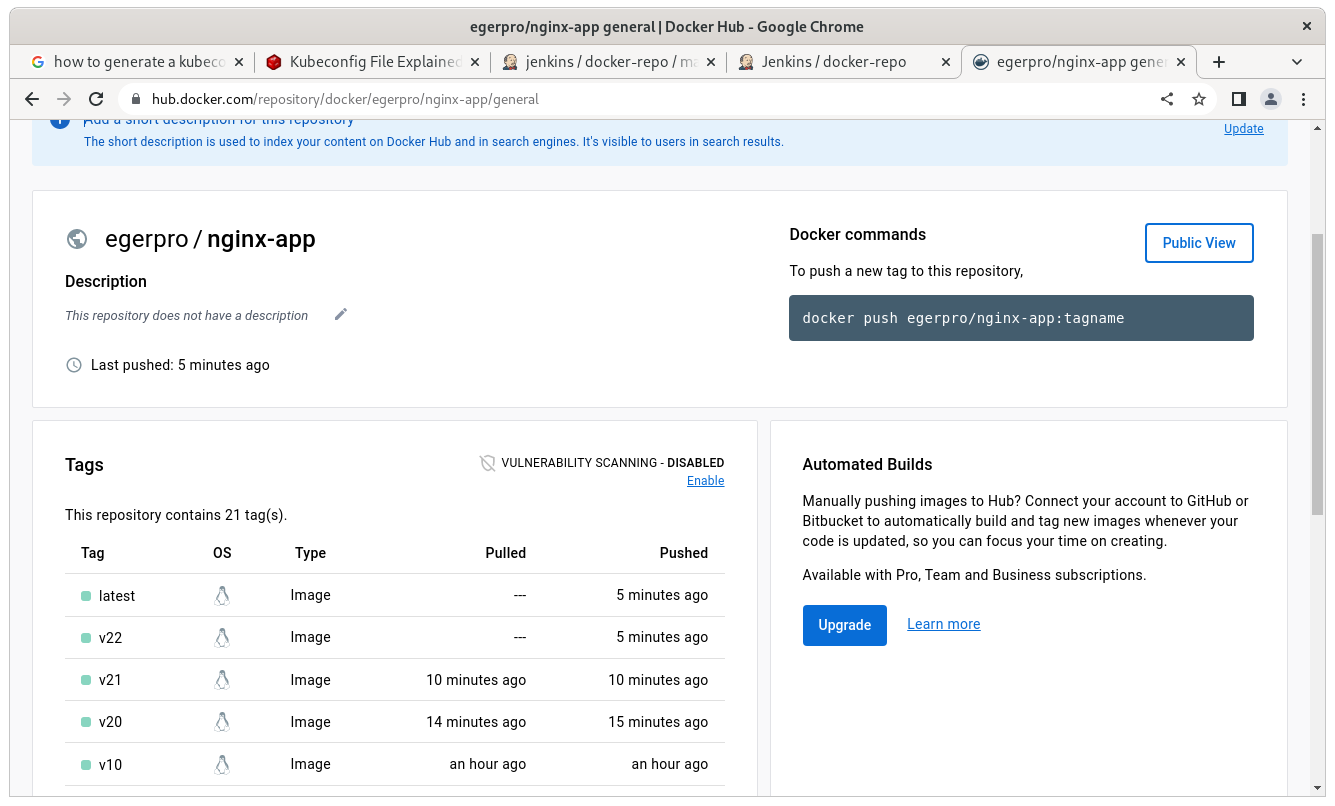 egerpro/nginx-app general | Docker Hub - Google Chrome
how to generate a kubeco
Kubeconfig File Explained
jenkins / docker-repo / ma
Jenkins / docker-repo
egerpro/nginx-app gener
hub.docker.com/repository/docker/egerpro/nginx-app/general
Add a short description for this repository
Update
The short description is used to index your content on Docker Hub and in search engines. It's visible to users in search results.
egerpro / nginx-app
Description
This repository does not have a description
Last pushed: 5 minutes ago
Docker commands
Public View
To push a new tag to this repository,
docker push egerpro/nginx-app:tagname
Tags
VULNERABILITY SCANNING - DISABLED
Enable
This repository contains 21 tag(s).
Tag OS Type Pulled Pushed
latest Image --- 5 minutes ago
v22 Image --- 5 minutes ago
v21 Image 10 minutes ago 10 minutes ago
v20 Image 14 minutes ago 15 minutes ago
v10 Image an hour ago an hour ago
Automated Builds
Manually pushing images to Hub? Connect your account to GitHub or
Bitbucket to automatically build and tag new images whenever your
code is updated, so you can focus your time on creating.
Available with Pro, Team and Business subscriptions.
Upgrade
Learn more